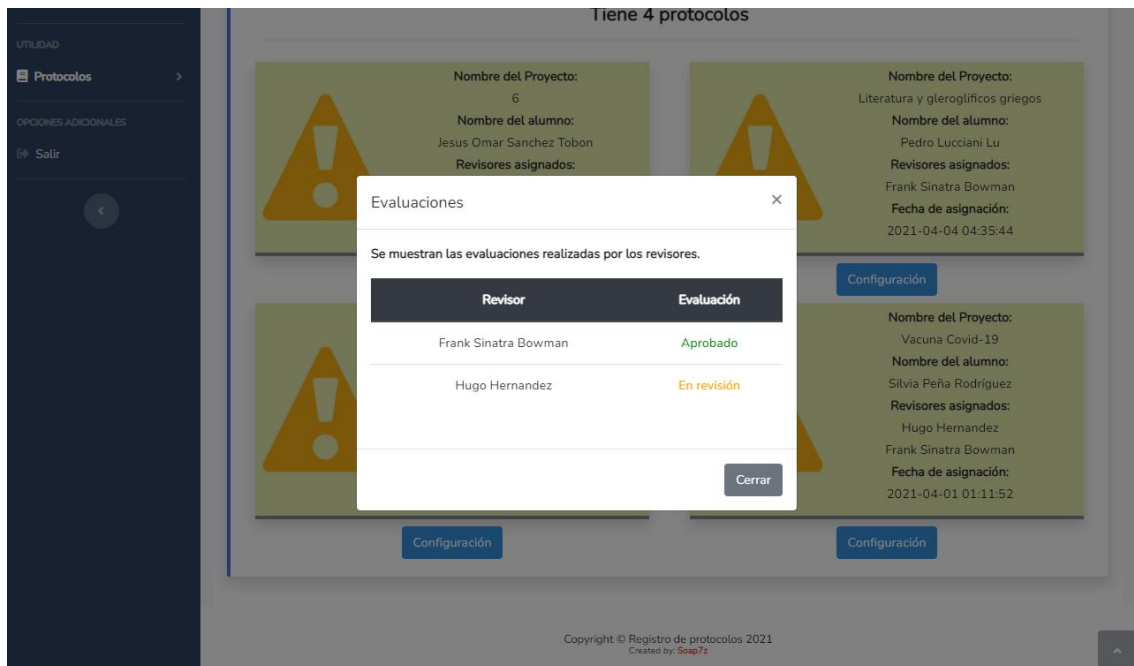 Tiene 4 protocolos
UTILIDAD
Protocolos
OPCIONES ADICIONALES
Salir
Nombre del Proyecto:
6
Nombre del alumno:
Jesus Omar Sanchez Tobon
Revisores asignados:
Nombre del Proyecto:
Literatura y gleroglificos griegos
Nombre del alumno:
Pedro Lucciani Lu
Revisores asignados:
Frank Sinatra Bowman
Fecha de asignación:
2021-04-04 04:35:44
Configuración
Evaluaciones
Se muestran las evaluaciones realizadas por los revisores.
Revisor Evaluación
Frank Sinatra Bowman Aprobado
Hugo Hernandez En revisión
Cerrar
Configuración
Nombre del Proyecto:
Vacuna Covid-19
Nombre del alumno:
Silvia Peña Rodríguez
Revisores asignados:
Hugo Hernandez
Frank Sinatra Bowman
Fecha de asignación:
2021-04-01 01:11:52
Configuración
Copyright © Registro de protocolos 2021
Created by: Soap7z